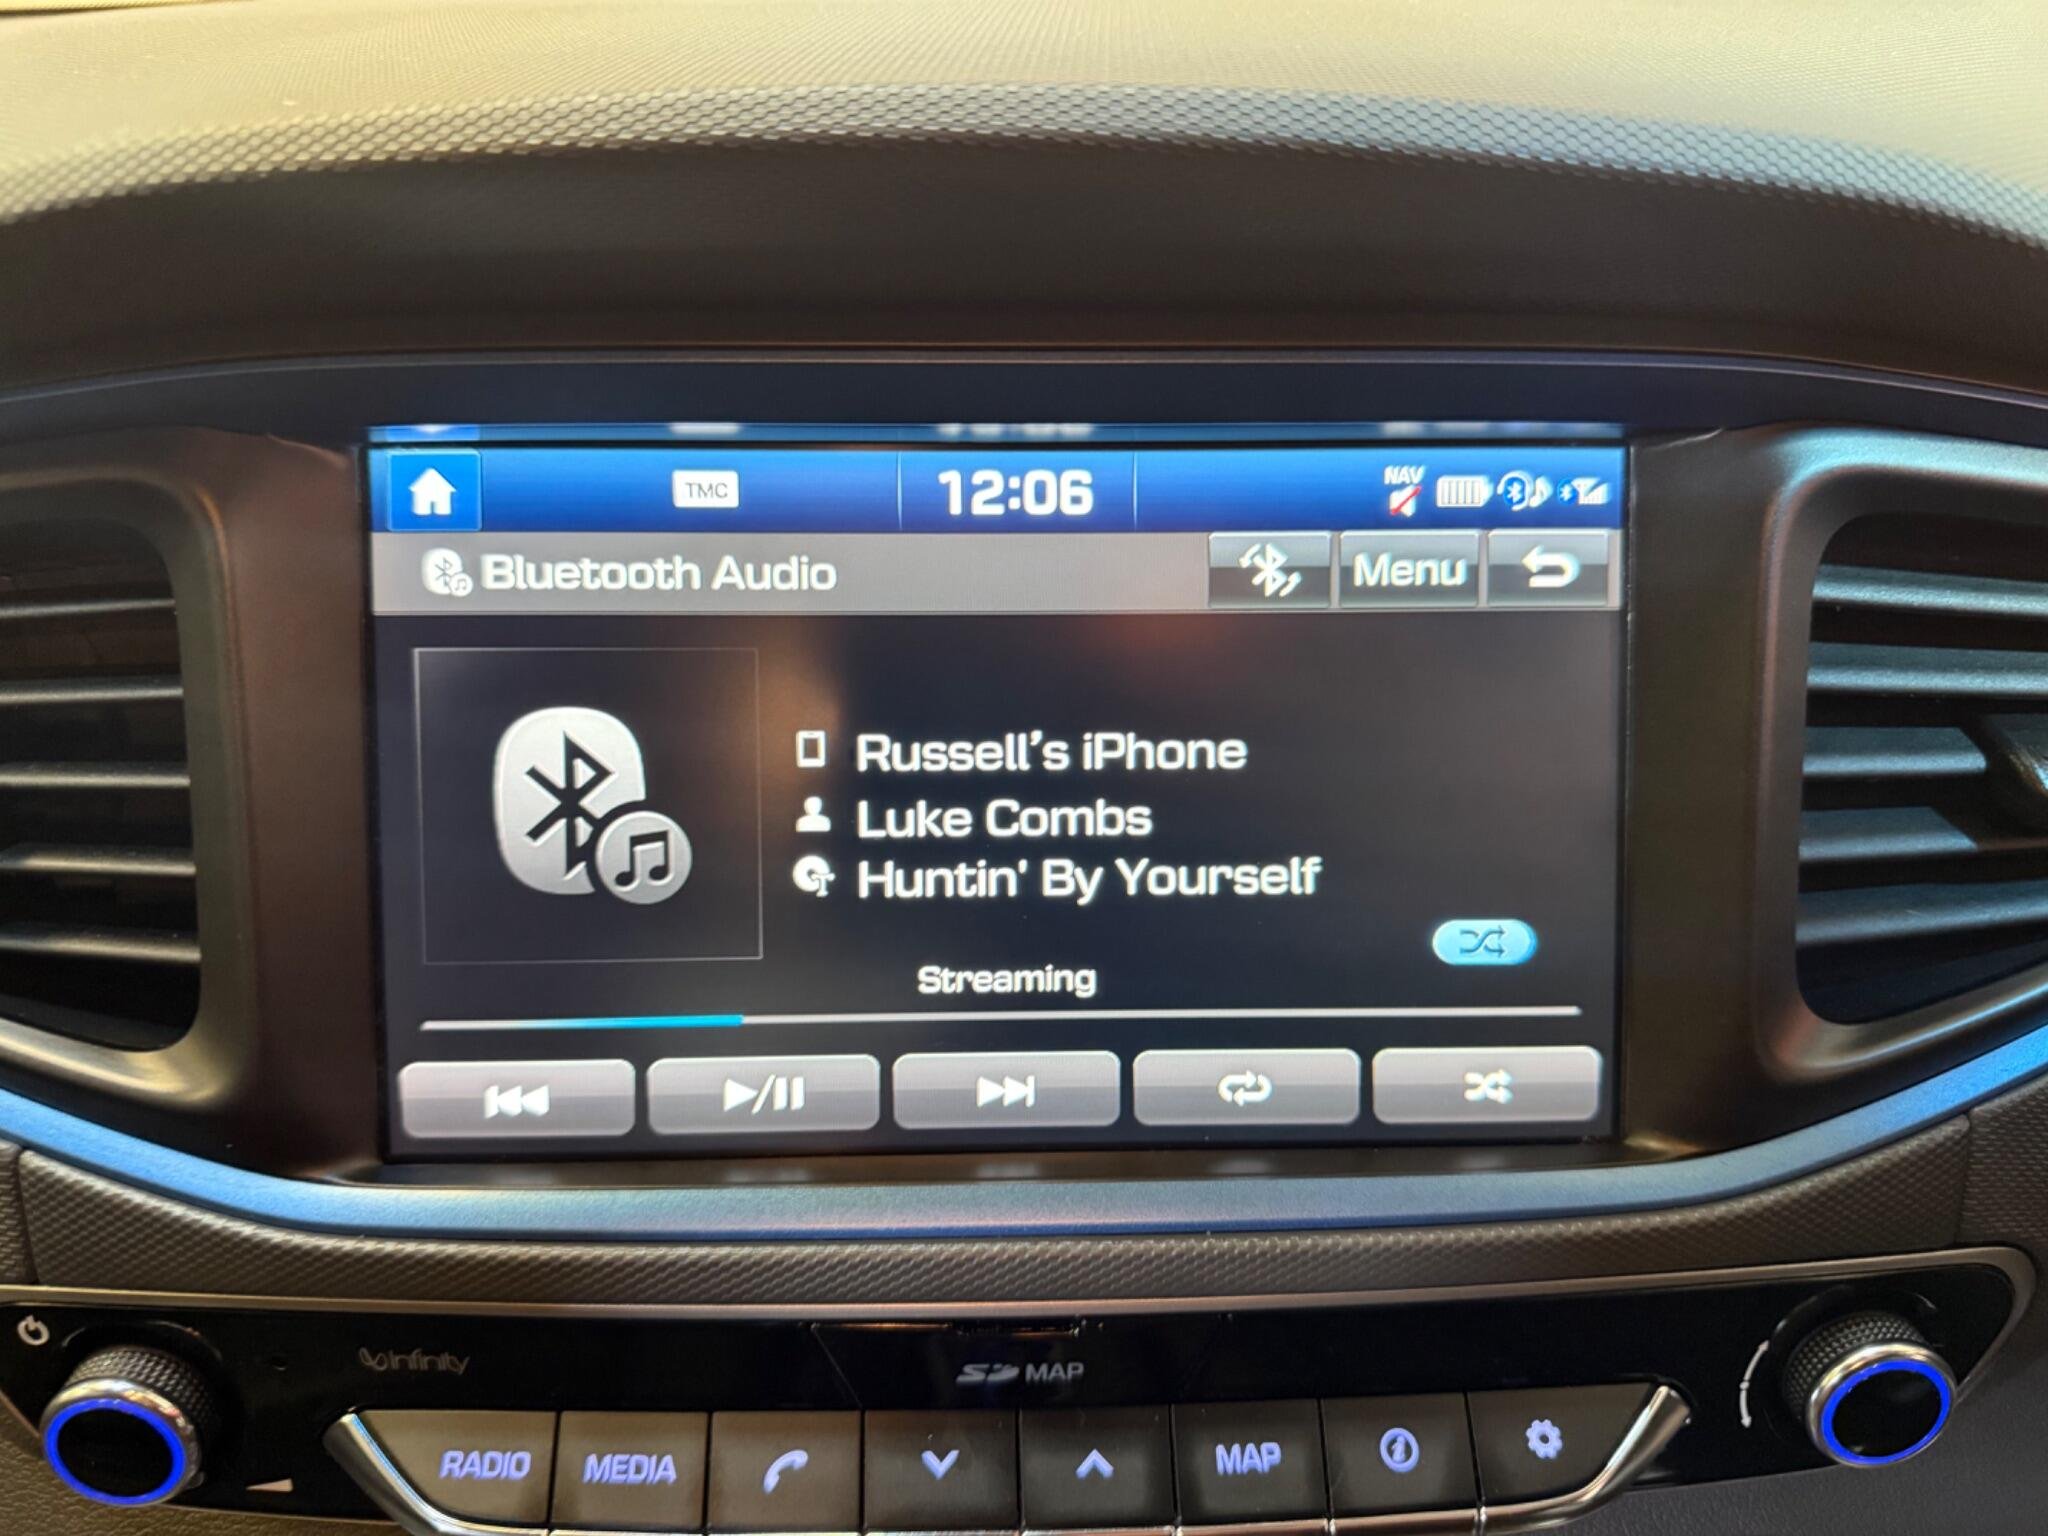 TMC
12:06
NAV
Bluetooth Audio
Menu
Russell's iPhone
Luke Combs
Huntin' By Yourself
Streaming
infinity
SD MAP
RADIO
MEDIA
MAP